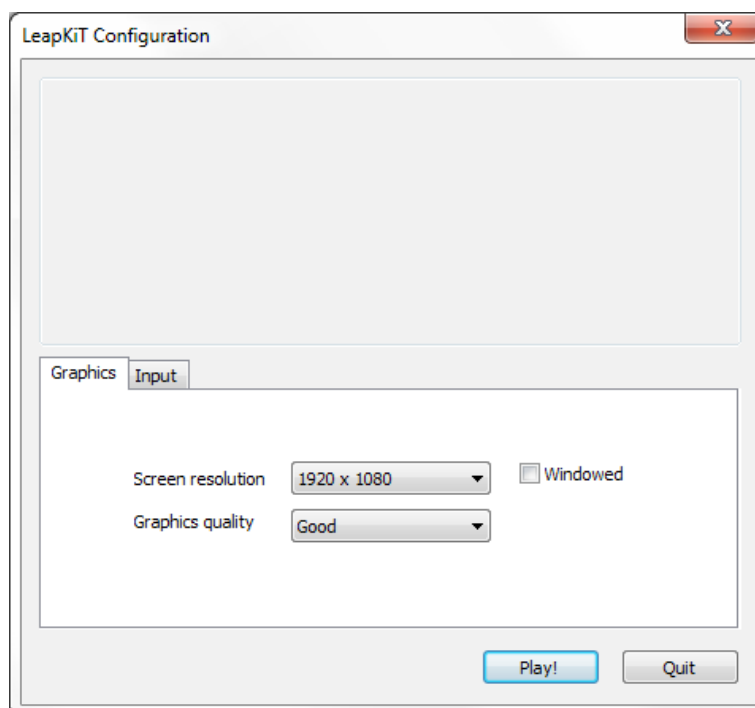 LeapKiT Configuration
Graphics
Input
Screen resolution 1920 x 1080 Windowed
Graphics quality Good
Play! Quit